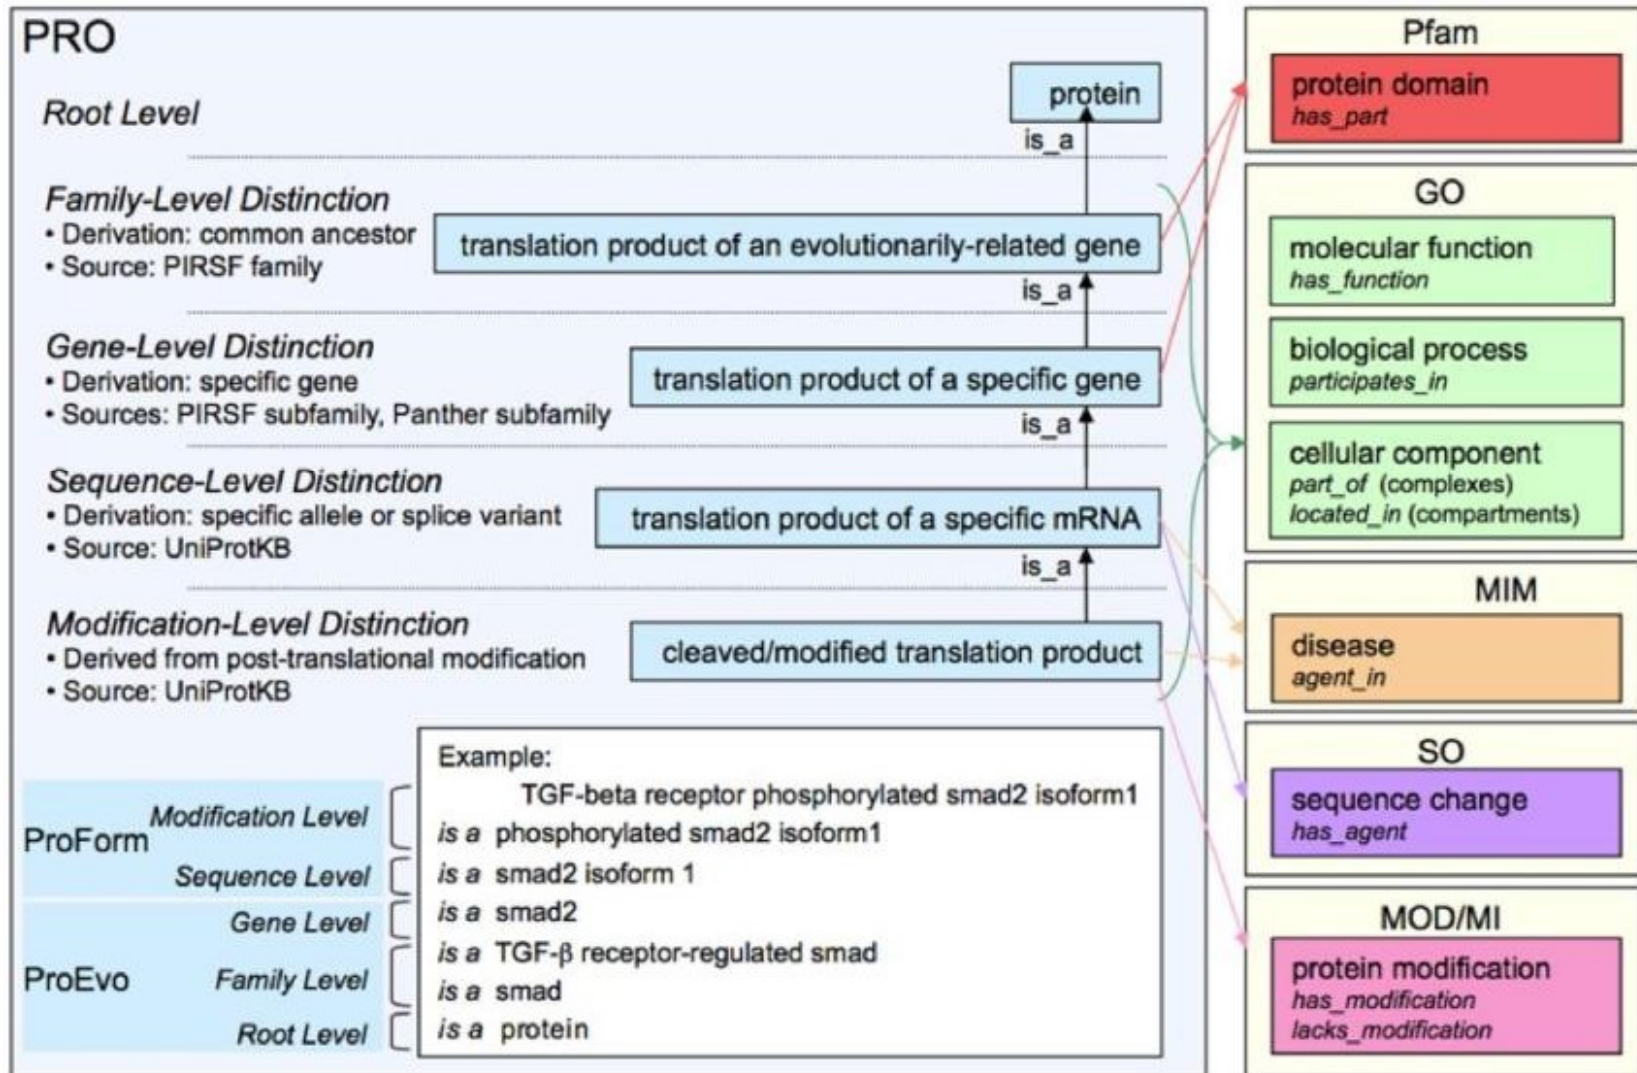 PRO
Root Level
protein
is_a
Family-Level Distinction
• Derivation: common ancestor
• Source: PIRSF family
translation product of an evolutionarily-related gene
is_a
Gene-Level Distinction
• Derivation: specific gene
• Sources: PIRSF subfamily, Panther subfamily
translation product of a specific gene
is_a
Sequence-Level Distinction
• Derivation: specific allele or splice variant
• Source: UniProtKB
translation product of a specific mRNA
is_a
Modification-Level Distinction
• Derived from post-translational modification
• Source: UniProtKB
cleaved/modified translation product
ProForm
Modification Level
Sequence Level
ProEvo
Gene Level
Family Level
Root Level
Example:
TGF-beta receptor phosphorylated smad2 isoform1
is a phosphorylated smad2 isoform1
is a smad2 isoform 1
is a smad2
is a TGF-β receptor-regulated smad
is a smad
is a protein
Pfam
protein domain
has_part
GO
molecular function
has_function
biological process
participates_in
cellular component
part_of (complexes)
located_in (compartments)
MIM
disease
agent_in
SO
sequence change
has_agent
MOD/MI
protein modification
has_modification
lacks_modification